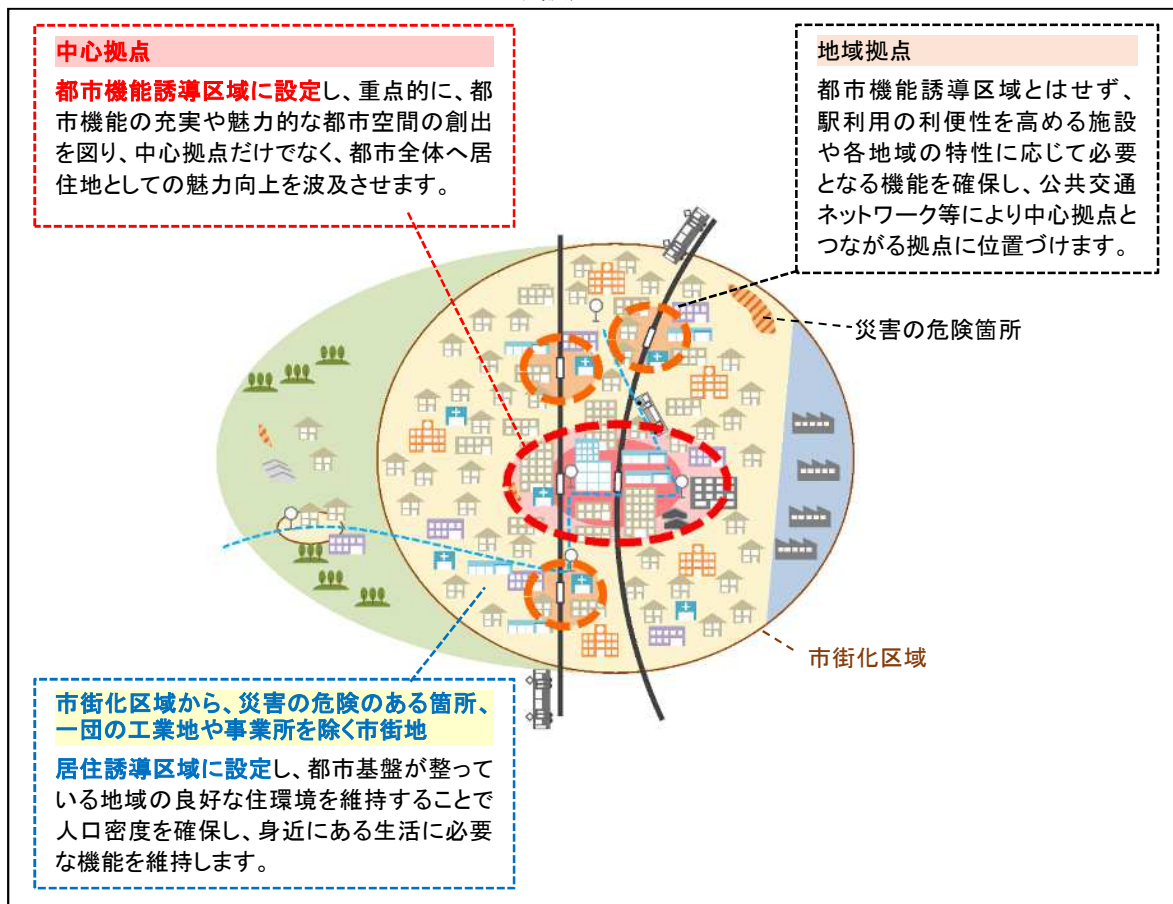 中心拠点
都市機能誘導区域に設定し、重点的に、都
市機能の充実や魅力的な都市空間の創出
を図り、中心拠点だけでなく、都市全体へ居
住地としての魅力向上を波及させます。
地域拠点
都市機能誘導区域とはせず、
駅利用の利便性を高める施設
や各地域の特性に応じて必要
となる機能を確保し、公共交通
ネットワーク等により中心拠点と
つながる拠点に位置づけます。
災害の危険箇所
市街化区域
市街化区域から、災害の危険のある箇所、
一団の工業地や事業所を除く市街地
居住誘導区域に設定し、都市基盤が整って
いる地域の良好な住環境を維持することで
人口密度を確保し、身近にある生活に必要
な機能を維持します。